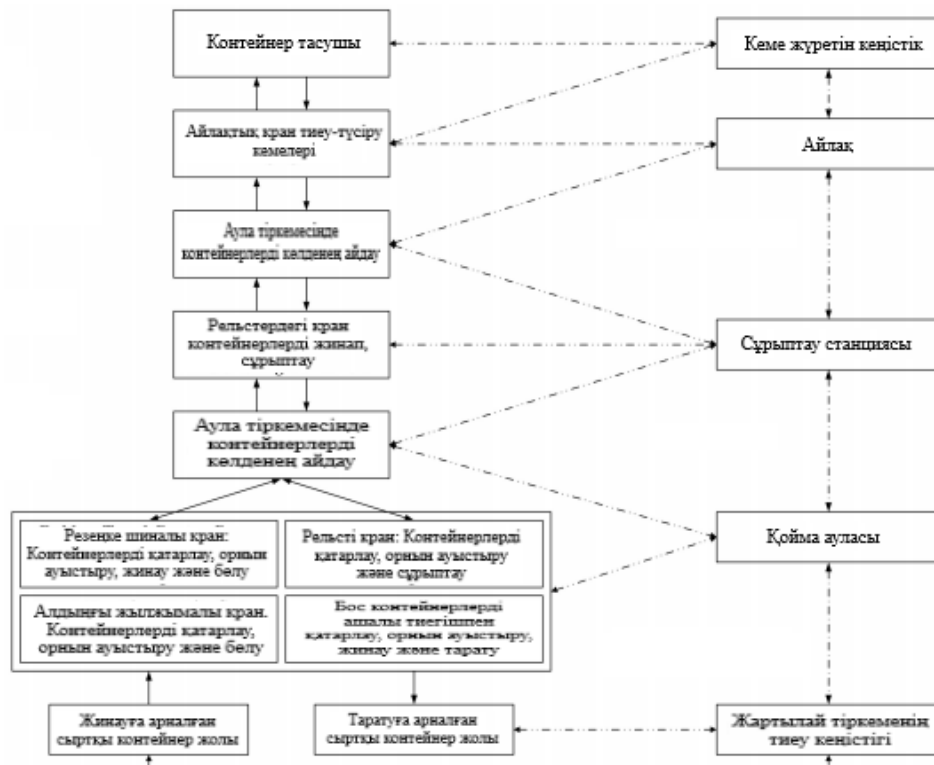 Контейнер тасушы
Кеме жүретін кеңістік
Айлақтық кран тиеу-түсіру
кемелері
Айлақ
Аула тіркемесінде
контейнерлерді көлденең айдау
Рельстердегі кран
контейнерлерді жинап,
сұрыптау
Сұрыптау станциясы
Аула тіркемесінде
контейнерлерді
көлденең айдау
Резеңке шиналы кран:
Контейнерлерді қатарлау, орнын
ауыстыру, жинау және бөлу
Рельсті кран: Контейнерлерді
қатарлау, орнын ауыстыру
және сұрыптау
Қойма ауласы
Алдыңғы жылжымалы кран.
Контейнерлерді қатарлау,
орнын ауыстыру және бөлу
Бос контейнерлерді
ашалы тиегішпен
қатарлау, орнын ауыстыру,
жинау және тарату
Жинауға арналған
сыртқы контейнер жолы
Таратуға арналған
сыртқы контейнер жолы
Жартылай тіркеменің
тиеу кеңістігі